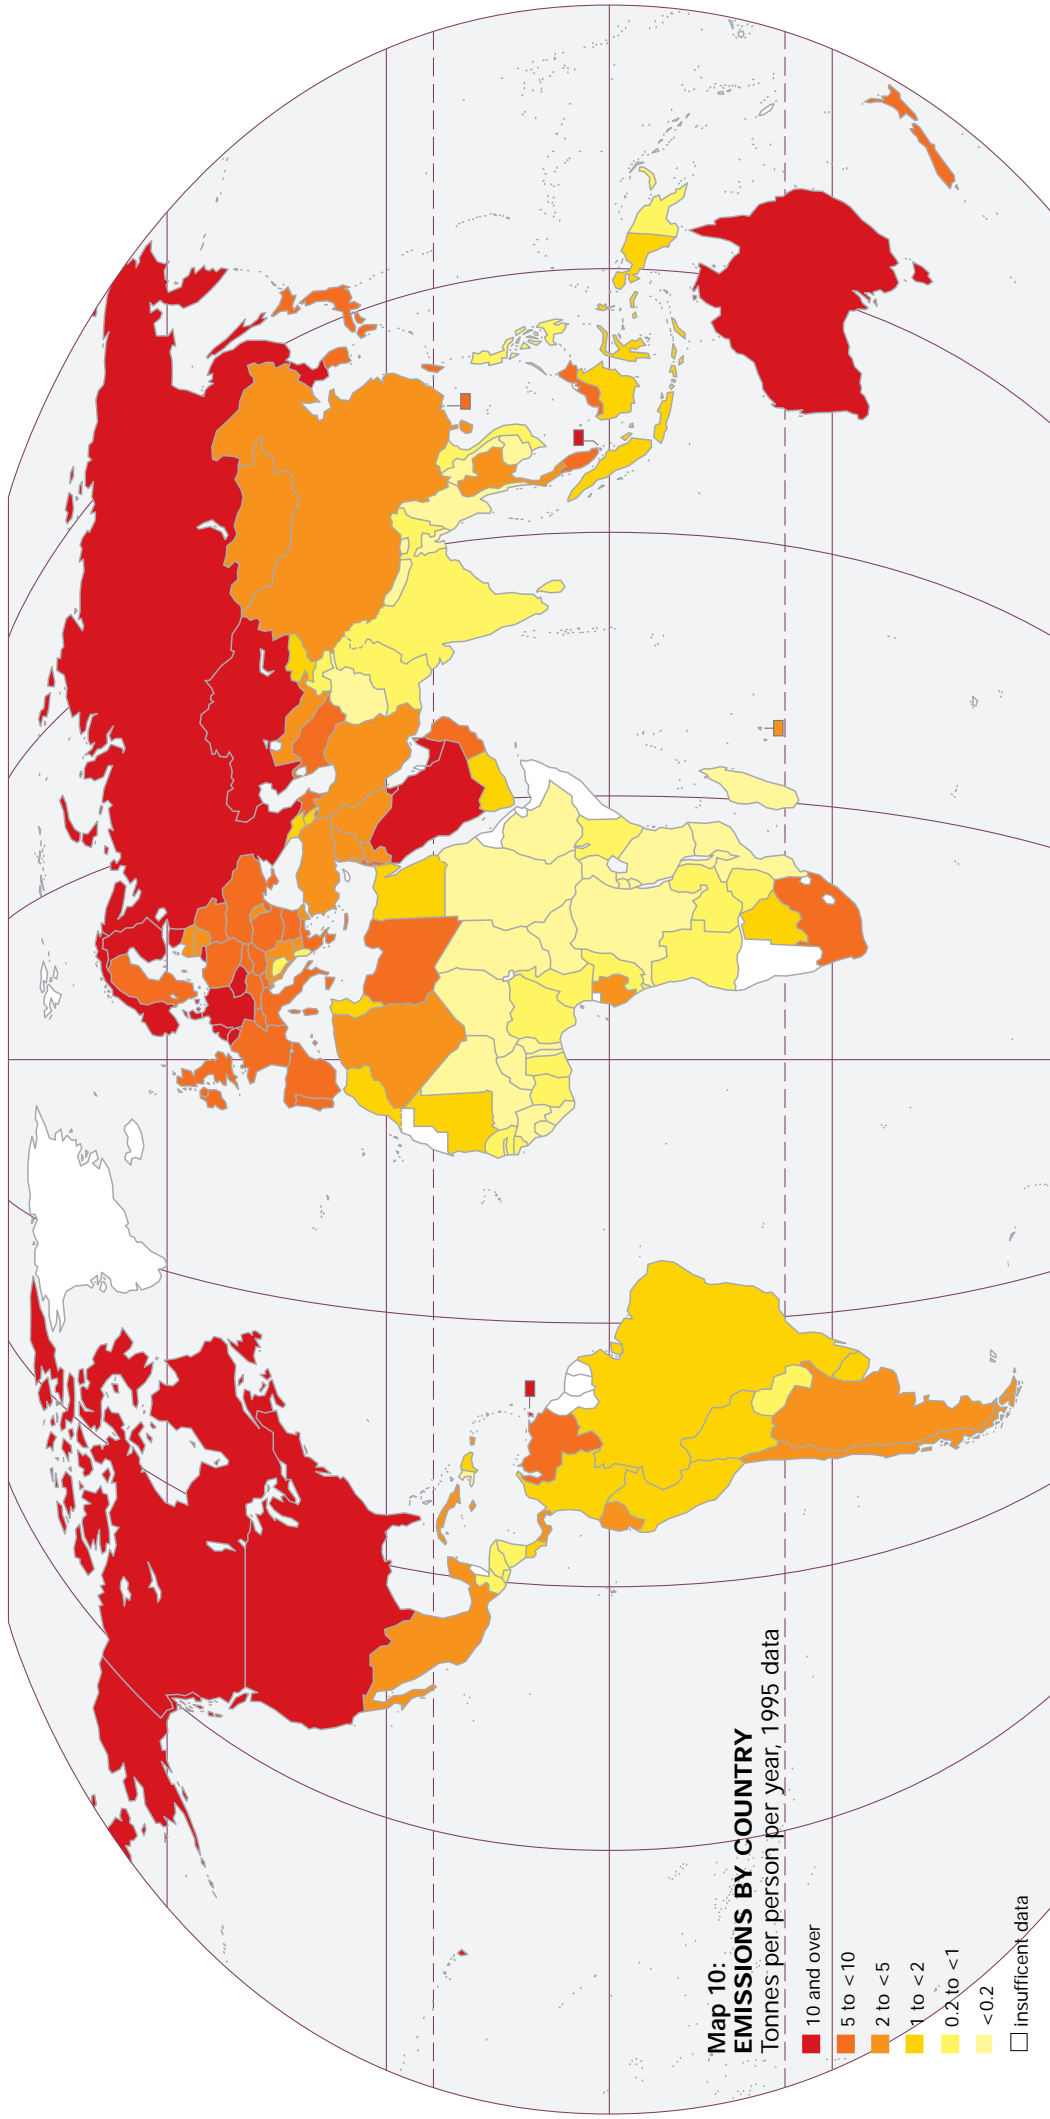 Map 10:
EMISSIONS BY COUNTRY
Tonnes per person per year, 1995 data
10 and over
5 to <10
2 to <5
1 to <2
0.2 to <1
<0.2
insufficent data